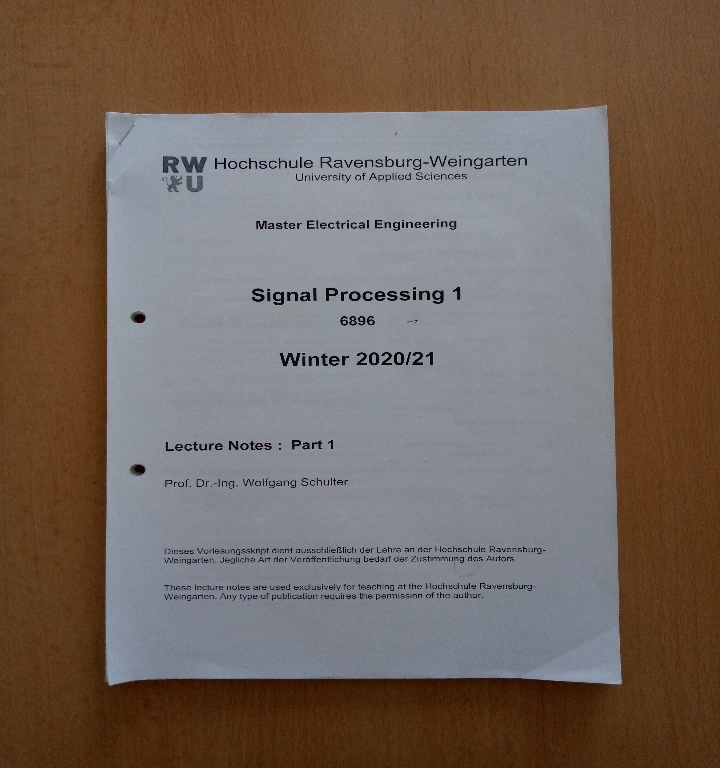 RW Hochschule Ravensburg-Weingarten
U University of Applied Sciences
Master Electrical Engineering
Signal Processing 1
6896
Winter 2020/21
Lecture Notes : Part 1
Prof. Dr.-Ing. Wolfgang Schulter
Dieses Vorlesungsskript dient ausschließlich der Lehre an der Hochschule Ravensburg-
Weingarten. Jegliche Art der Veröffentlichung bedarf der Zustimmung des Autors
These lecture notes are used exclusively for teaching at the Hochschule Ravensburg-
Weingarten. Any type of publication requires the permission of the author.